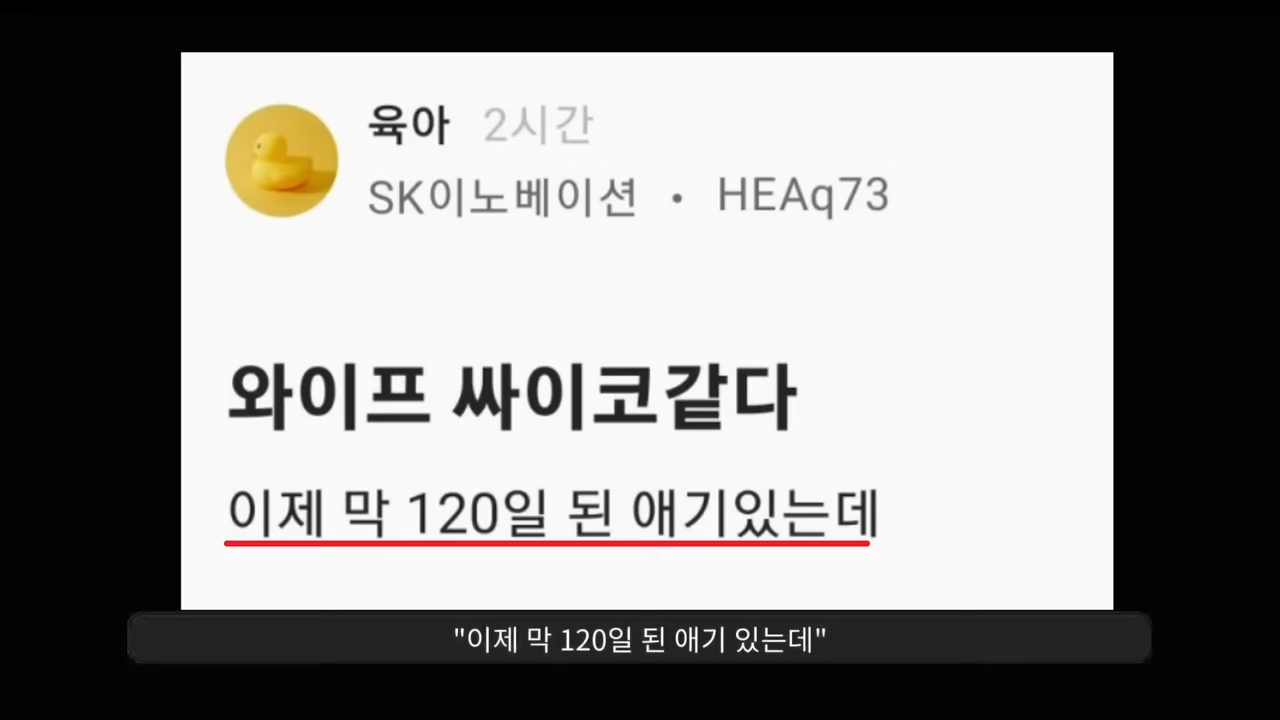 육아 2시간
SK이노베이션 • HEAq73
와이프 싸이코같다
이제 막 120일 된 애기있는데
"이제 막 120일 된 애기 있는데"